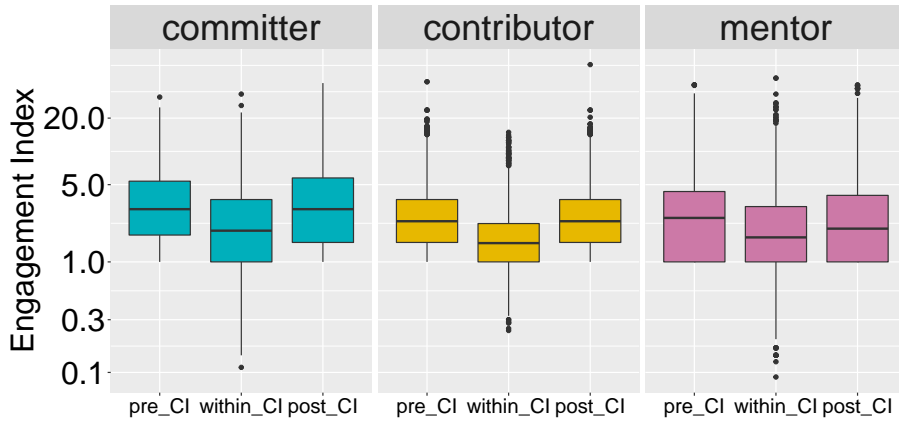 committer contributor mentor
Engagement Index
20.0
5.0
1.0
0.3
0.1
pre_CI within_CI post_CI pre_CI within_CI post_CI pre_CI within_CI post_CI